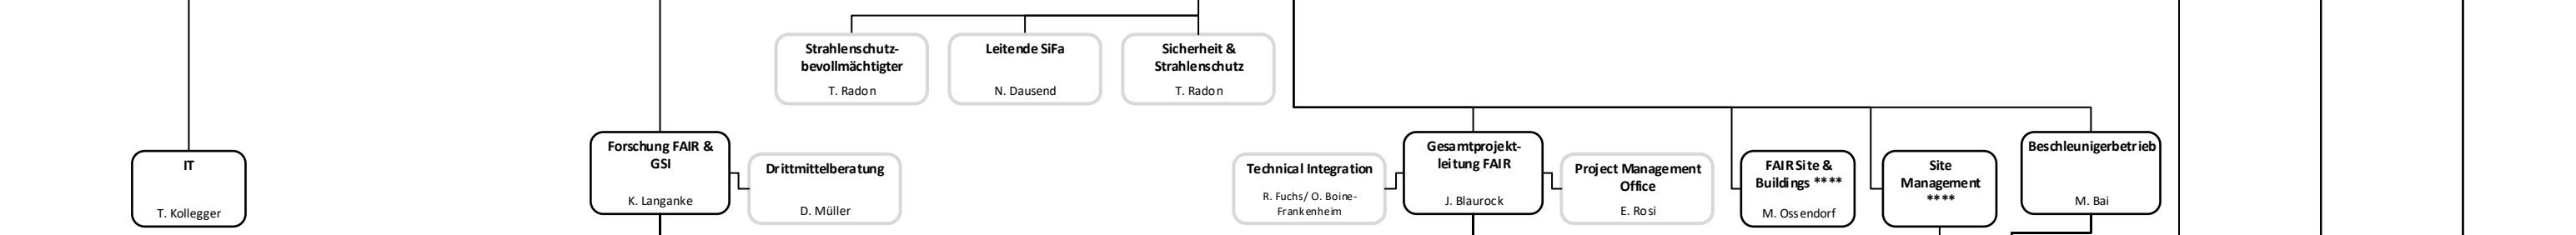 Strahlenschutz-
bevollmächtigter
T. Radon
Leitende SiFa
N. Dausend
Sicherheit &
Strahlenschutz
T. Radon
IT
T. Kollegger
Forschung FAIR &
GSI
K. Langanke
Drittmittelberatung
D. Müller
Technical Integration
R. Fuchs/ O. Boine-
Frankenheim
Gesamtprojekt-
leitung FAIR
J. Blaurock
Project Management
Office
E. Rosi
FAIR Site &
Buildings ****
M. Ossendorf
Site
Management
****
Beschleunigerbetrieb
M. Bai